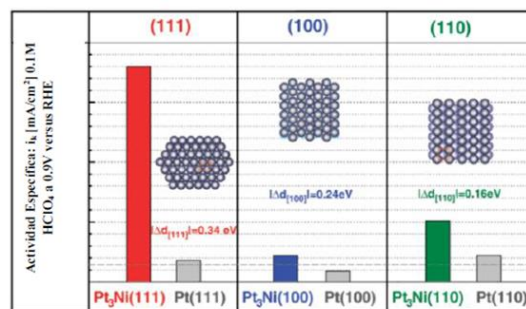 (111)
(100)
(110)
Actividad Especifica: iₖ [mA/cm²] 0.1M
HClO₄ a 0.9V versus RHE
|Δd[111]|=0.34 eV
|Δd[100]|=0.24eV
|Δd[110]|=0.16eV
Pt₃Ni(111)
Pt(111)
Pt₃Ni(100)
Pt(100)
Pt₃Ni(110)
Pt(110)